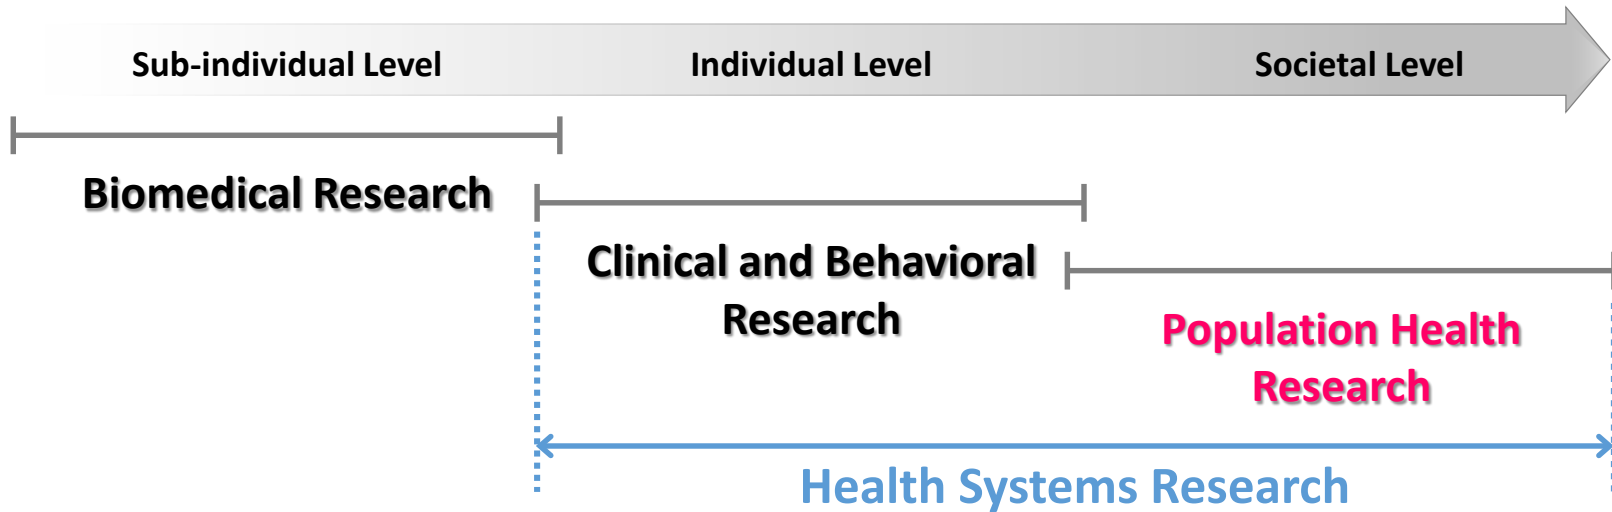 Sub-individual Level
Individual Level
Societal Level
Biomedical Research
Clinical and Behavioral
Research
Population Health
Research
Health Systems Research